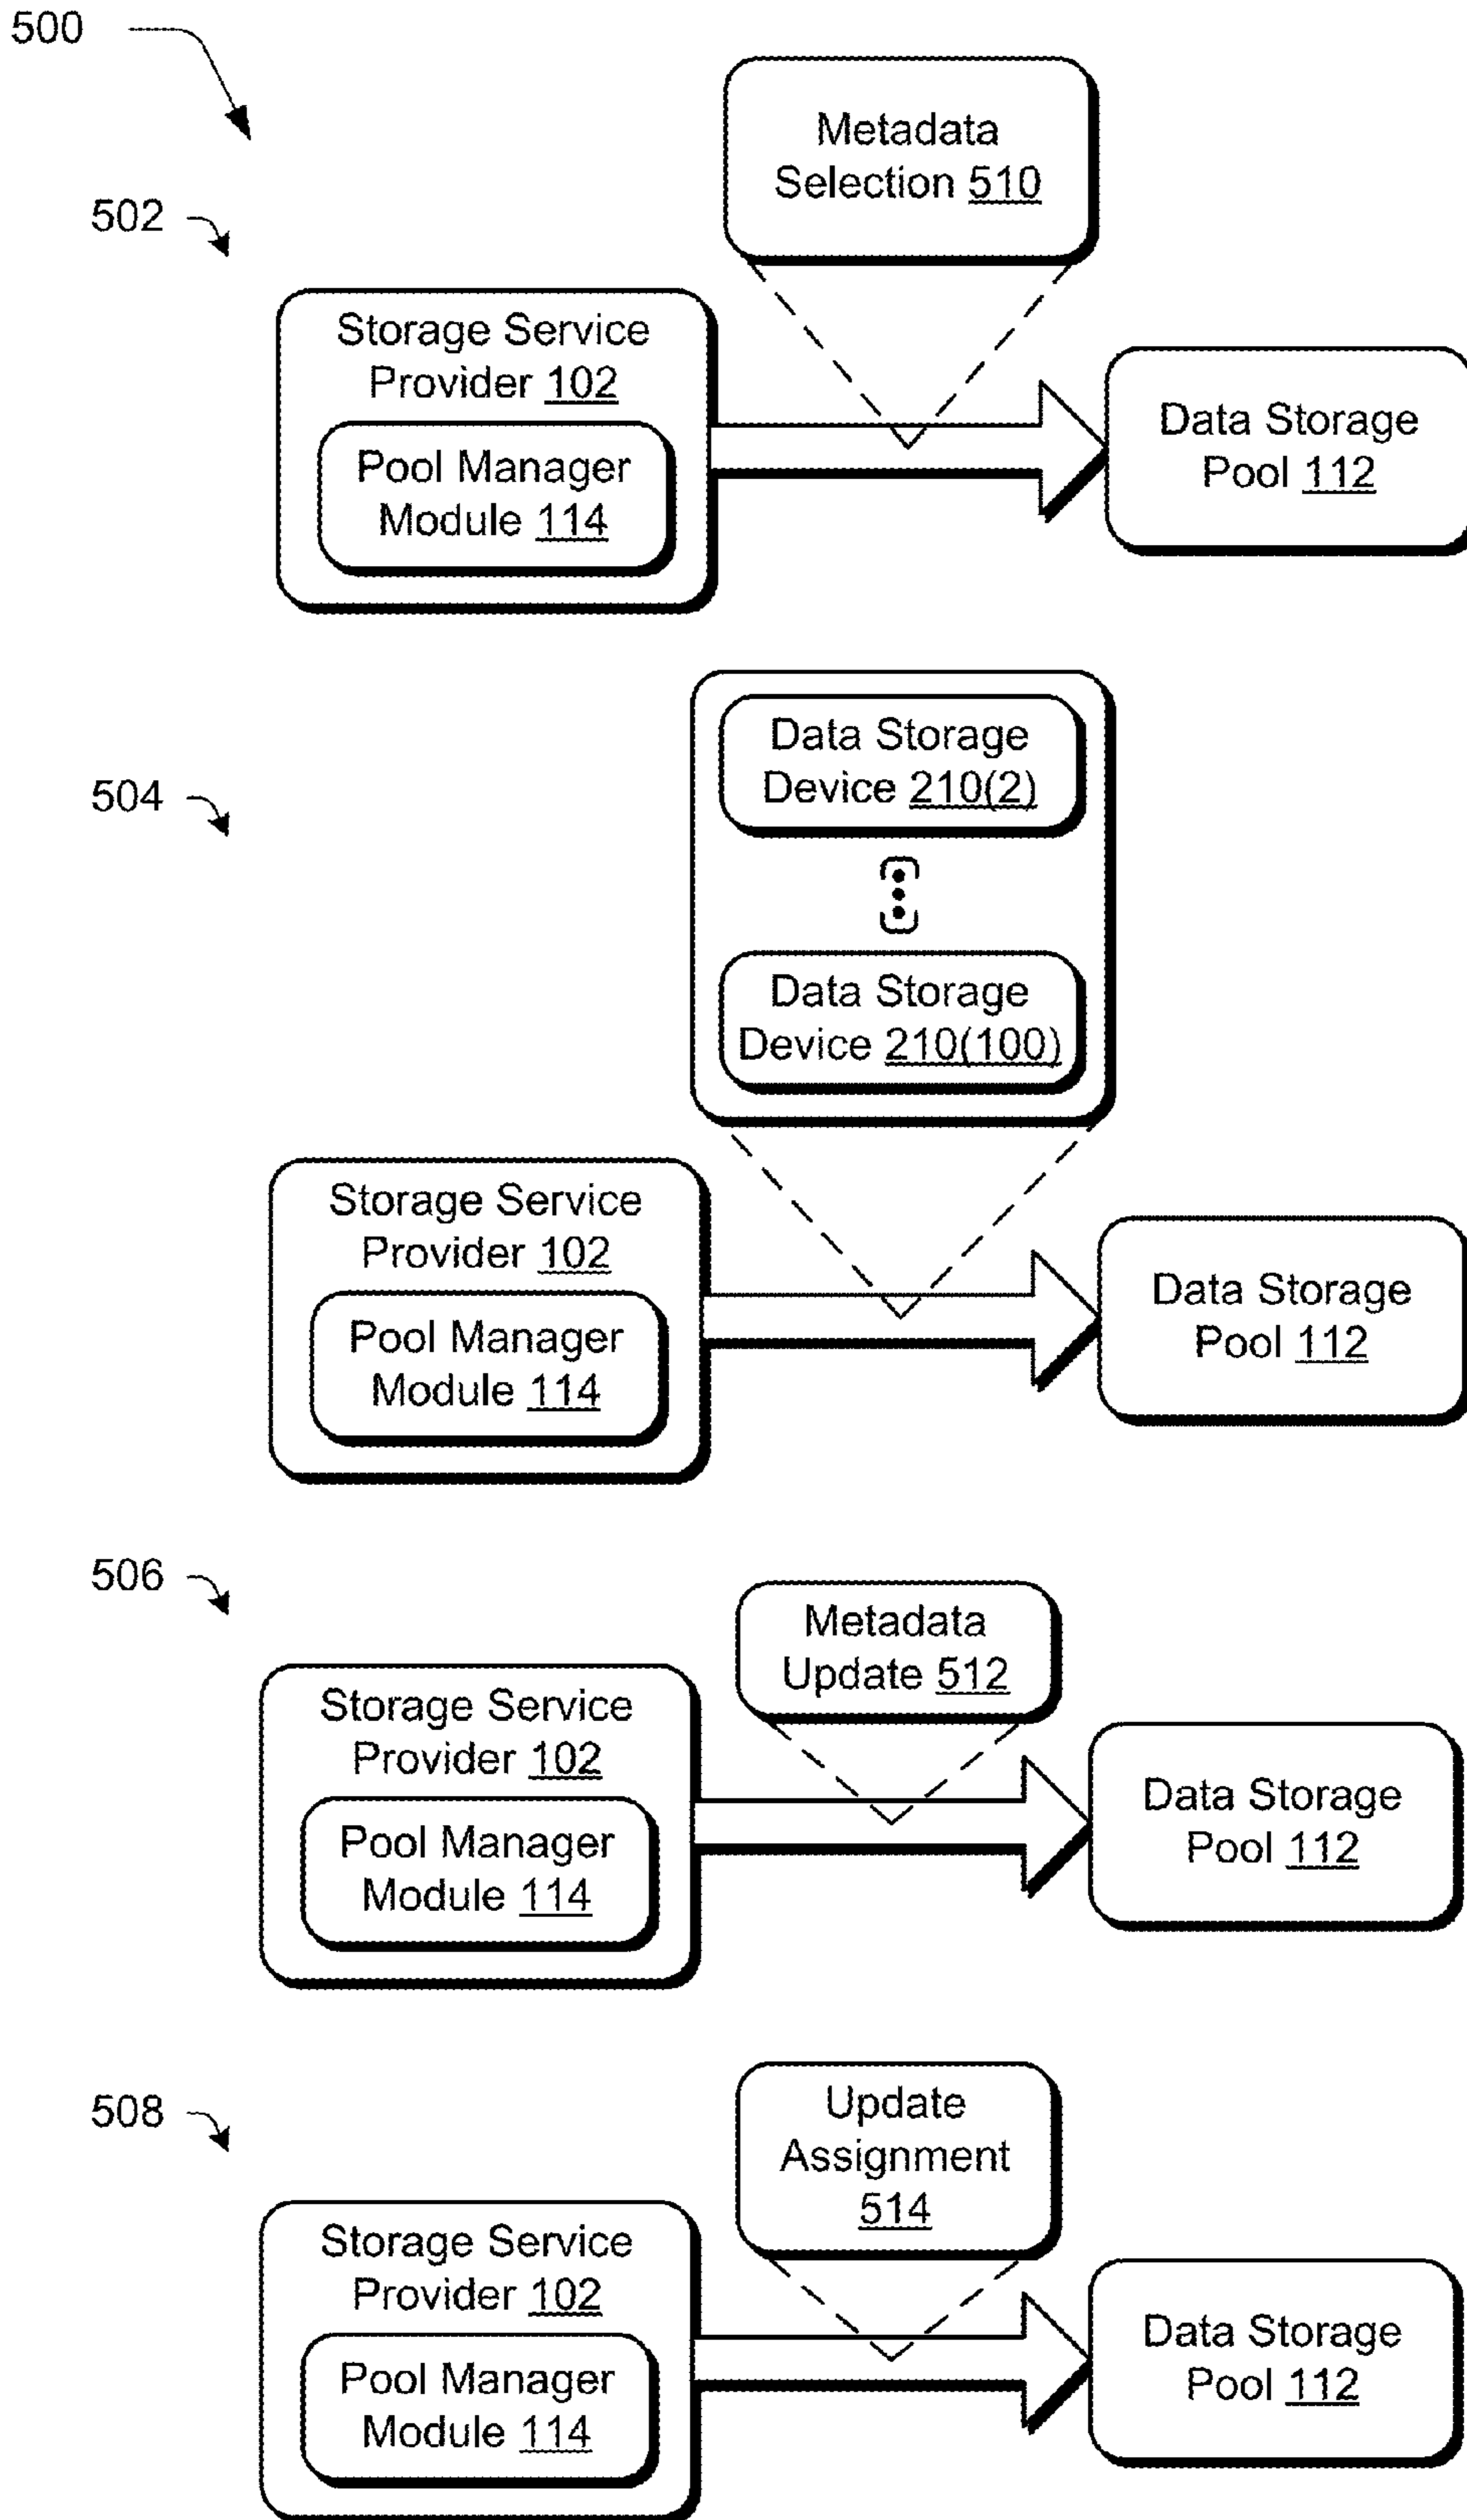 500
Metadata
Selection 510
502
Storage Service
Provider 102
Pool Manager
Module 114
Data Storage
Pool 112
Data Storage
Device 210(2)
504
Data Storage
Device 210(100)
Storage Service
Provider 102
Pool Manager
Module 114
Data Storage
Pool 112
506
Metadata
Update 512
Storage Service
Provider 102
Pool Manager
Module 114
Data Storage
Pool 112
508
Update
Assignment
514
Storage Service
Provider 102
Pool Manager
Module 114
Data Storage
Pool 112